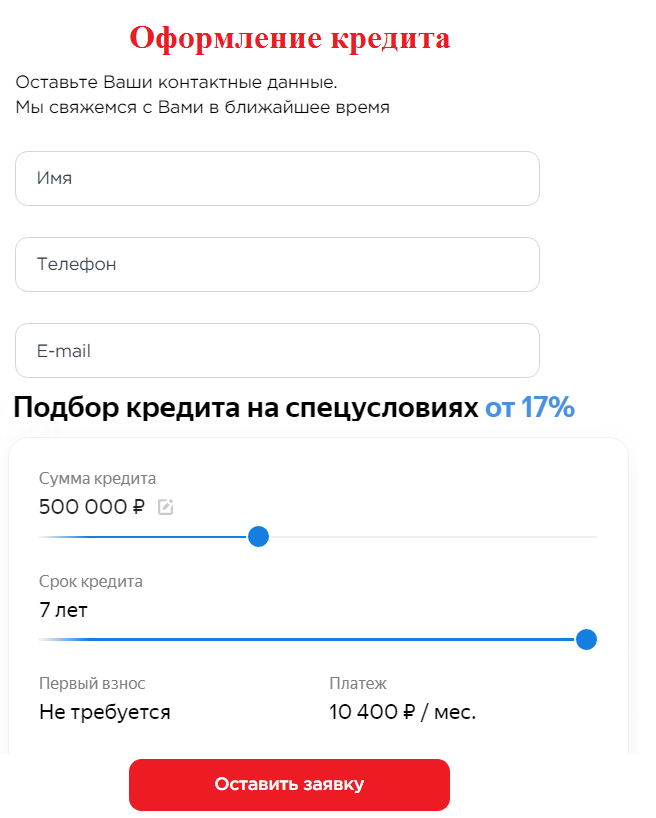 Оформление кредита
Оставьте Ваши контактные данные.
Мы свяжемся с Вами в ближайшее время
Имя
Телефон
E-mail
Подбор кредита на спецусловиях от 17%
Сумма кредита
500 000 ₽
Срок кредита
7 лет
Первый взнос
Не требуется
Платеж
10 400 ₽ / мес.
Оставить заявку